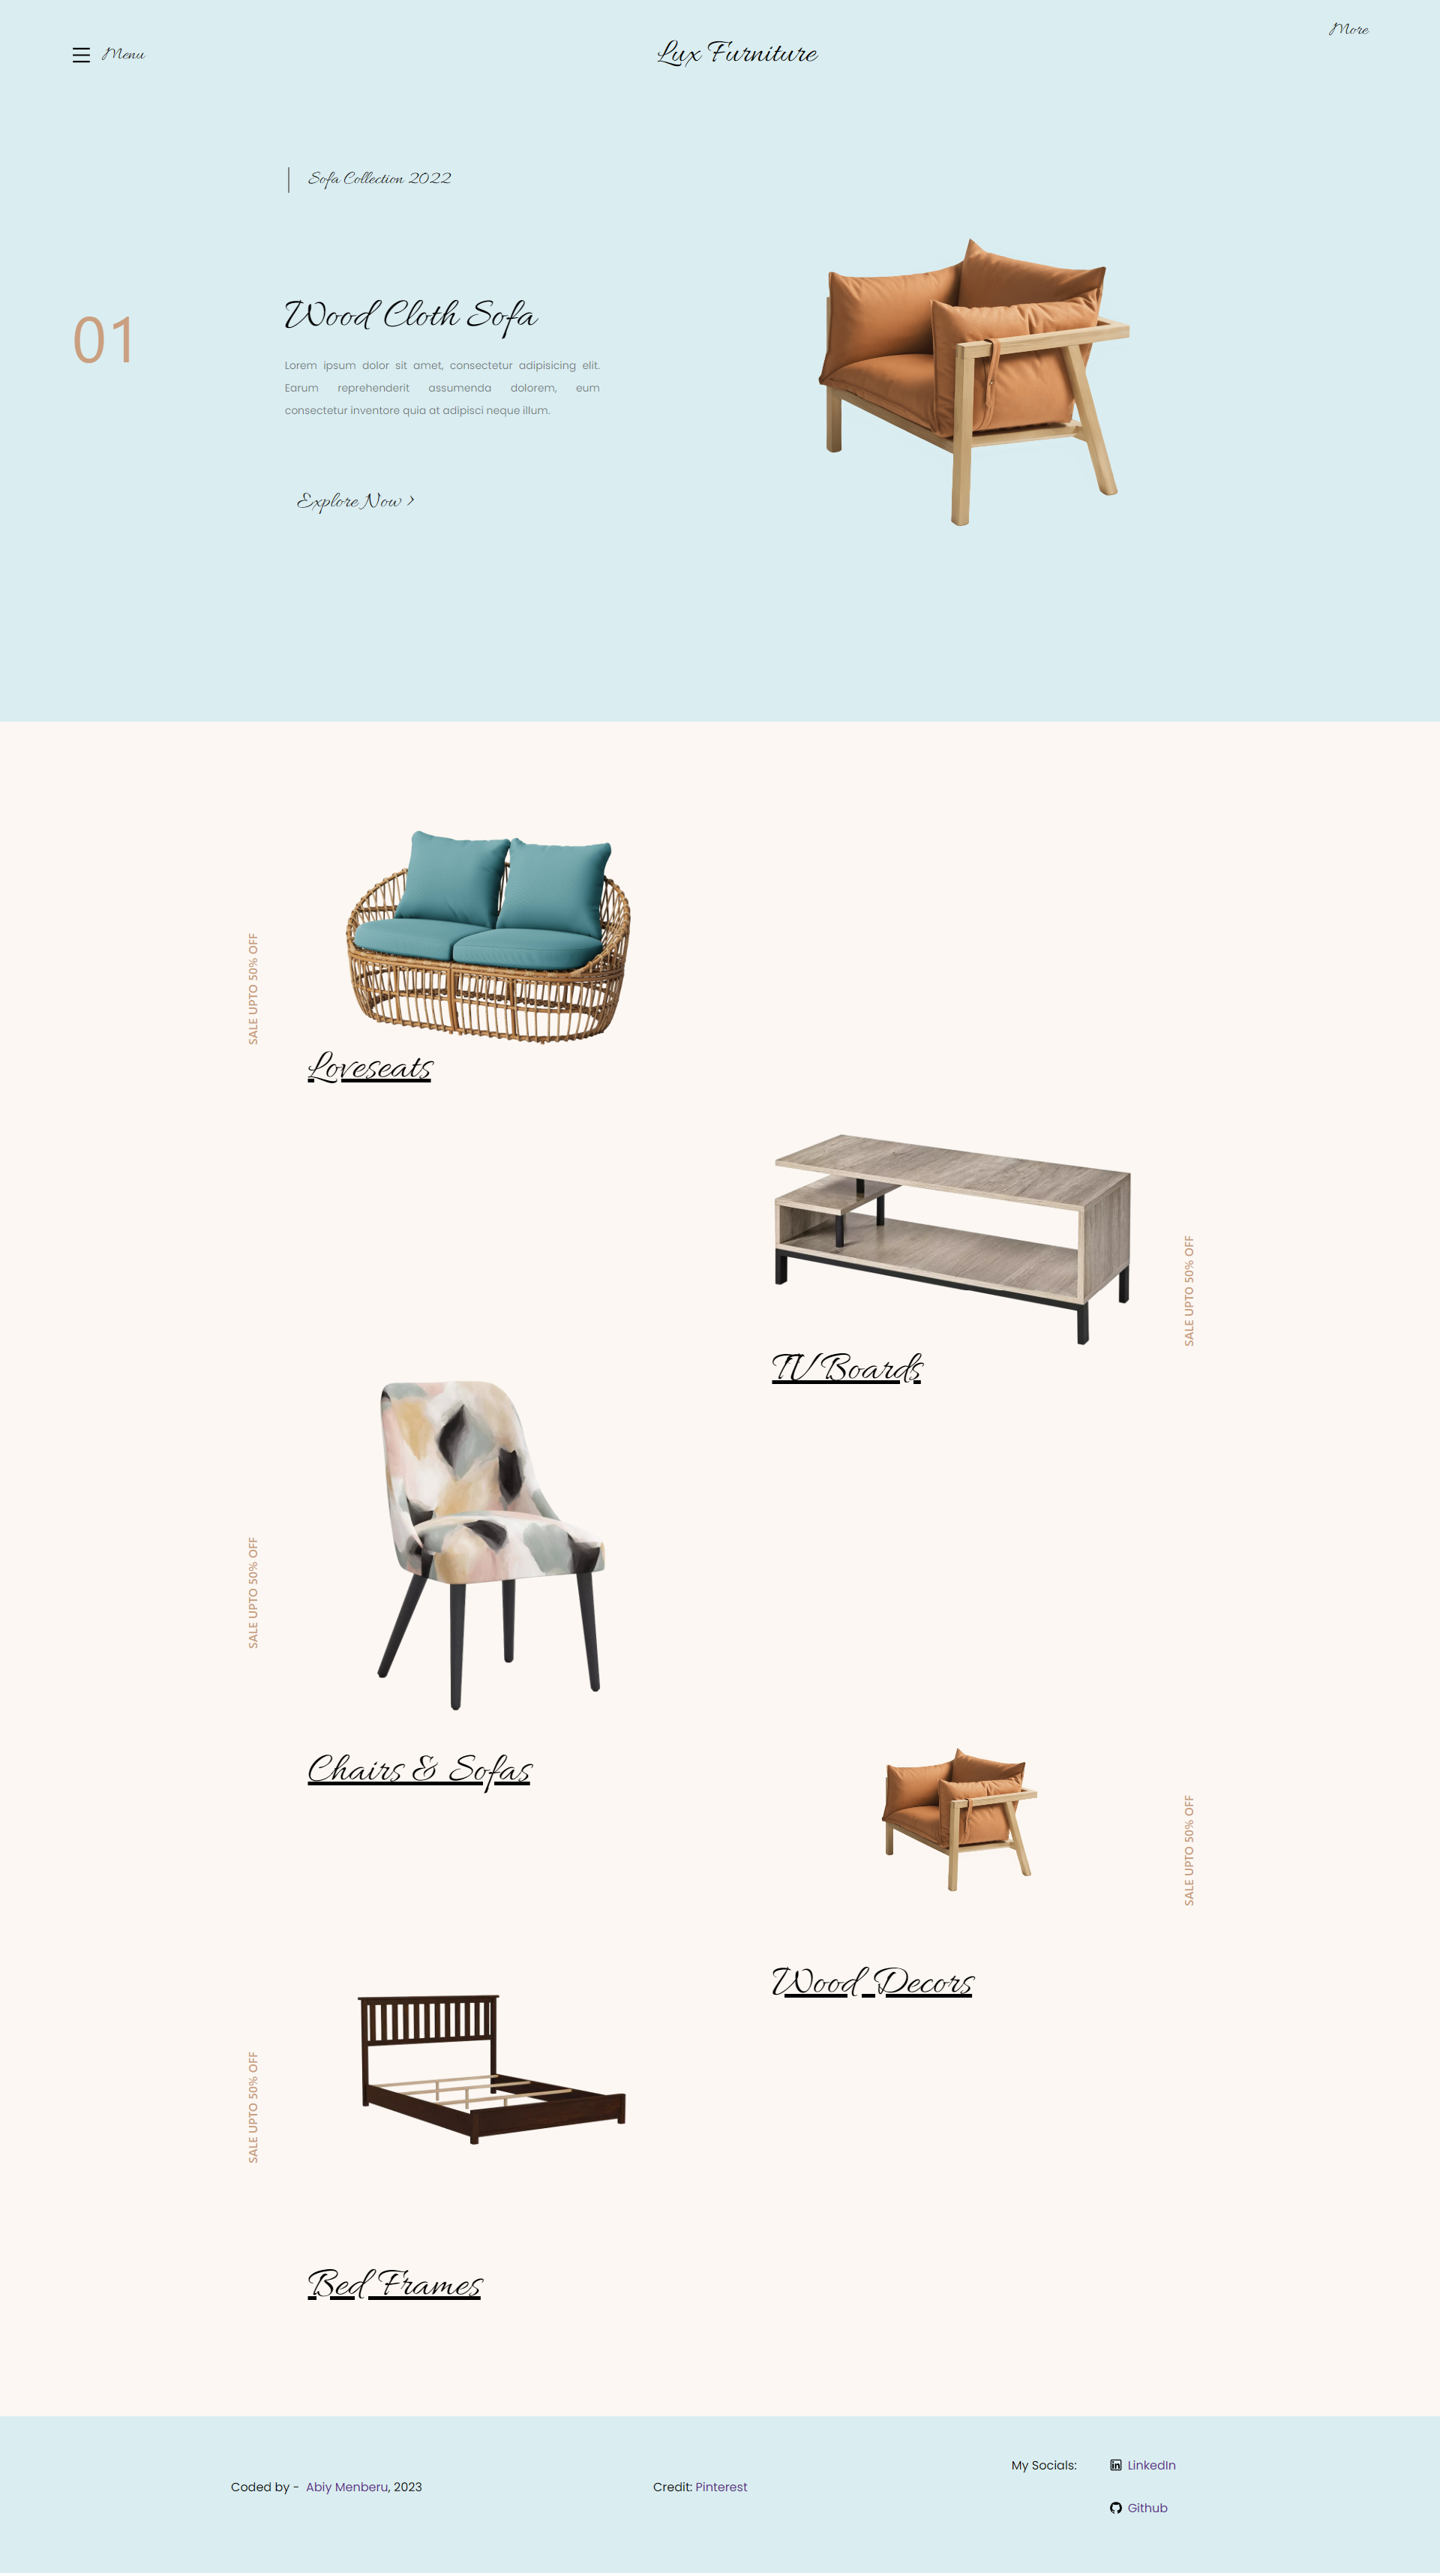 Menu
Lux Furniture
More
Sofa Collection 2022
01
Wood Cloth Sofa
Lorem ipsum dolor sit amet, consectetur adipisicing elit.
Earum reprehenderit assumenda dolorem, eum
consectetur inventore quia at adipisci neque illum.
Explore Now >
SALE UPTO 50% OFF
Loveseats
SALE UPTO 50% OFF
TV Boards
SALE UPTO 50% OFF
Chairs & Sofas
SALE UPTO 50% OFF
Wood Decors
SALE UPTO 50% OFF
Bed Frames
Coded by - Abiy Menberu, 2023
Credit: Pinterest
My Socials:
LinkedIn
Github